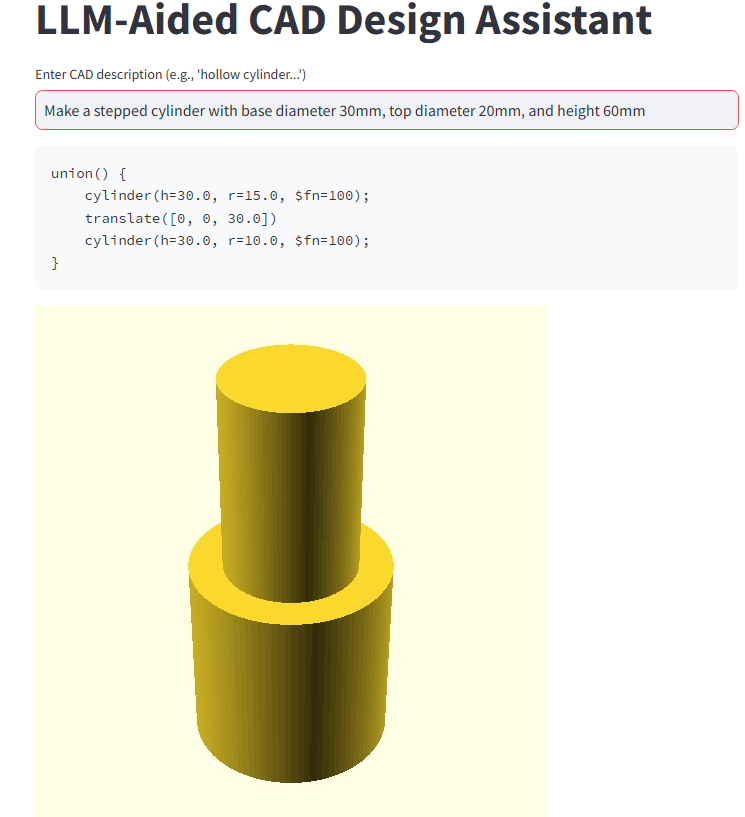 LLM-Aided CAD Design Assistant
Enter CAD description (e.g., 'hollow cylinder...')
Make a stepped cylinder with base diameter 30mm, top diameter 20mm, and height 60mm
union() {
    cylinder(h=30.0, r=15.0, $fn=100);
    translate([0, 0, 30.0])
    cylinder(h=30.0, r=10.0, $fn=100);
}